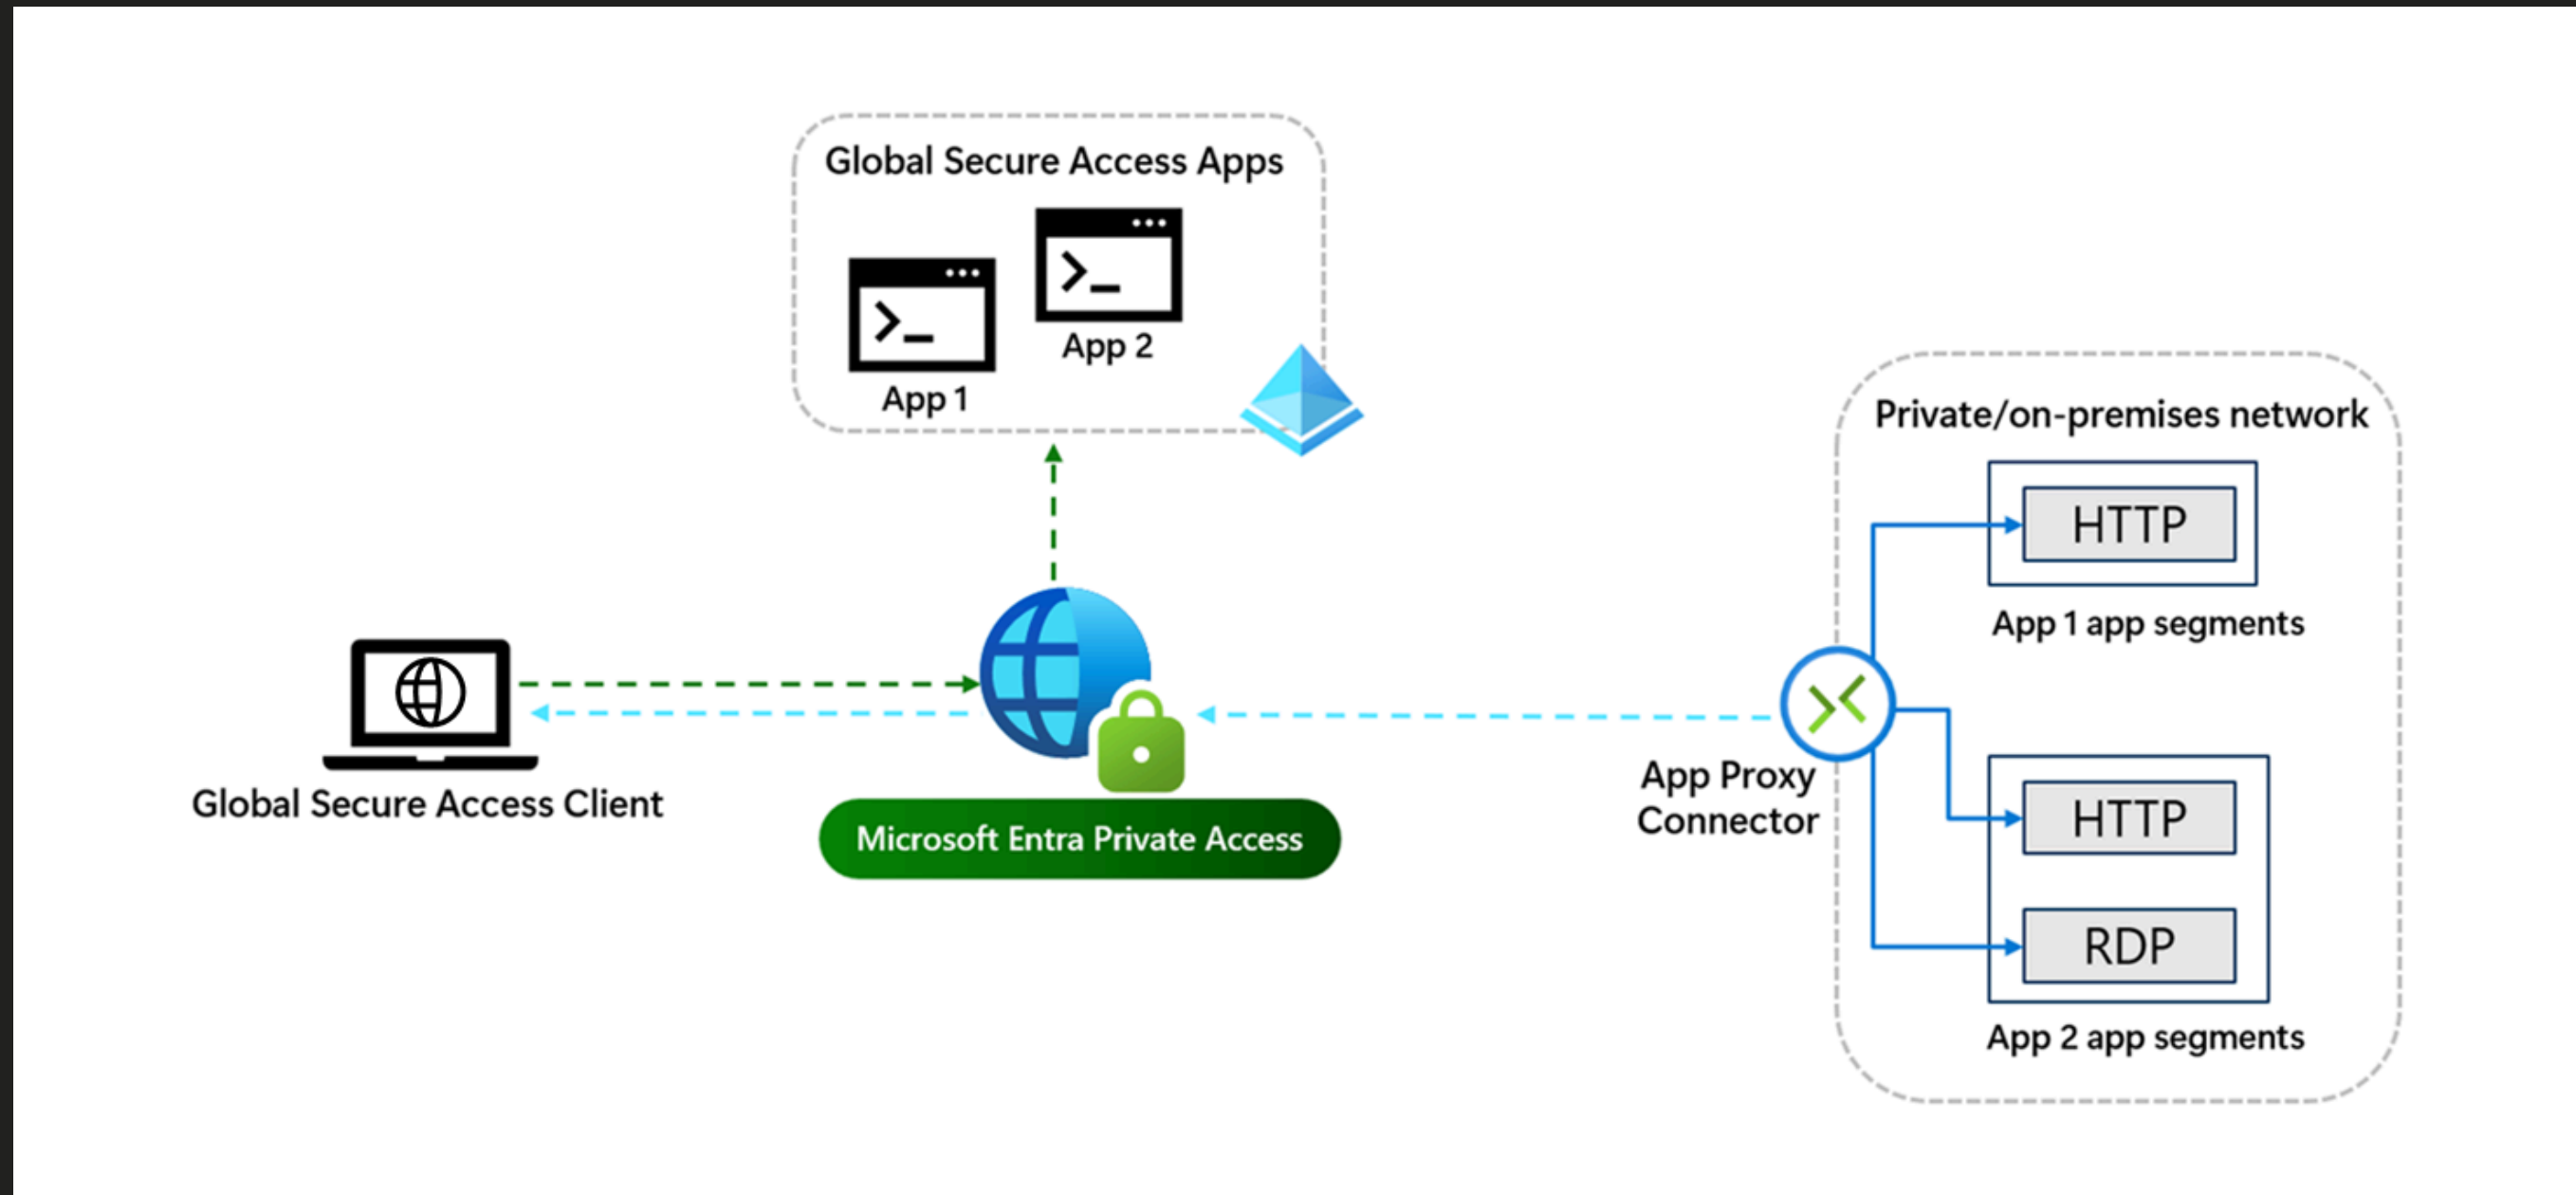 Global Secure Access Apps
App 2
App 1
Private/on-premises network
HTTP
App 1 app segments
Global Secure Access Client
Microsoft Entra Private Access
App Proxy
Connector
HTTP
RDP
App 2 app segments